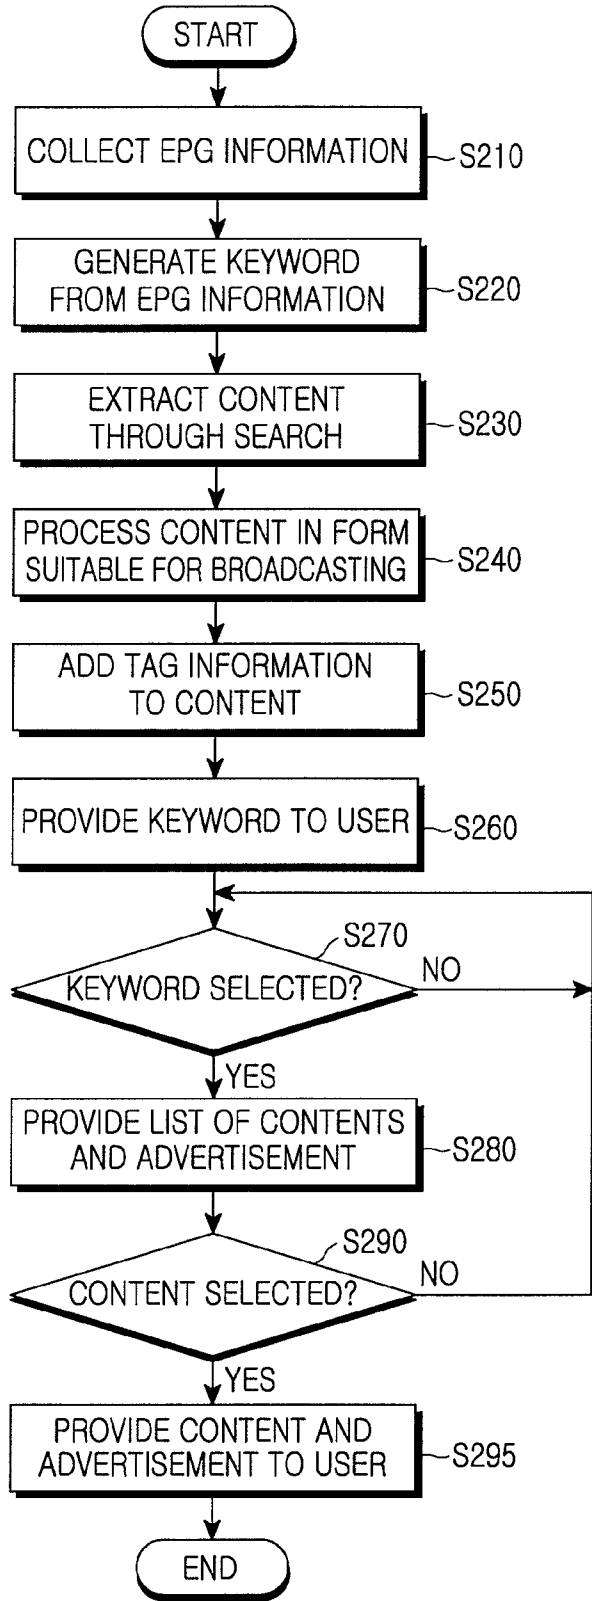 START
COLLECT EPG INFORMATION
S210
GENERATE KEYWORD
FROM EPG INFORMATION
S220
EXTRACT CONTENT
THROUGH SEARCH
S230
PROCESS CONTENT IN FORM
SUITABLE FOR BROADCASTING
S240
ADD TAG INFORMATION
TO CONTENT
S250
PROVIDE KEYWORD TO USER
S260
S270
KEYWORD SELECTED?
NO
YES
PROVIDE LIST OF CONTENTS
AND ADVERTISEMENT
S280
S290
CONTENT SELECTED?
NO
YES
PROVIDE CONTENT AND
ADVERTISEMENT TO USER
S295
END